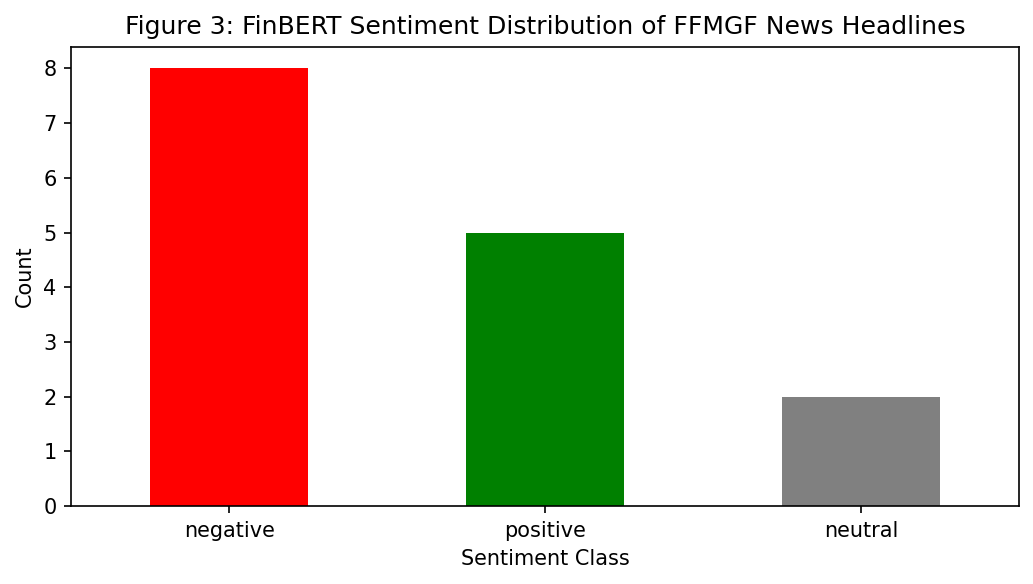 Figure 3: FinBERT Sentiment Distribution of FFMGF News Headlines
8
7
6
5
4
3
2
1
0
Count
negative positive neutral
Sentiment Class